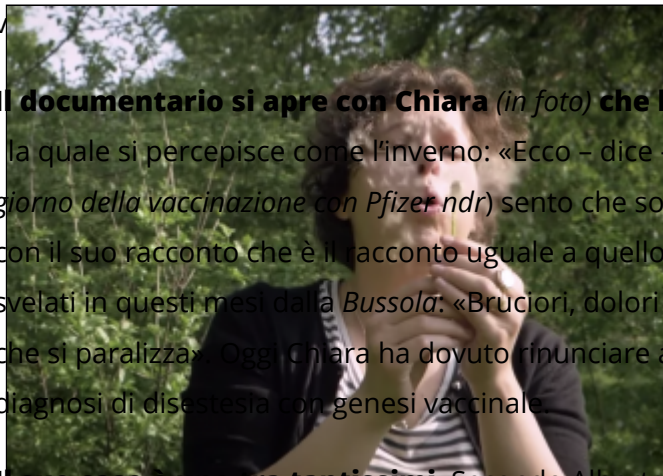 Il documentario si apre con Chiara (in foto) che
la quale si percepisce come l'inverno: «Ecco – dice
giorno della vaccinazione con Pfizer ndr) sento che so
con il suo racconto che è il racconto uguale a quello
svelati in questi mesi dalla Bussola: «Bruciori, dolori
che si paralizza». Oggi Chiara ha dovuto rinunciare a
diagnosi di disestesia con genesi vaccinale.
tantissimi. Secondo